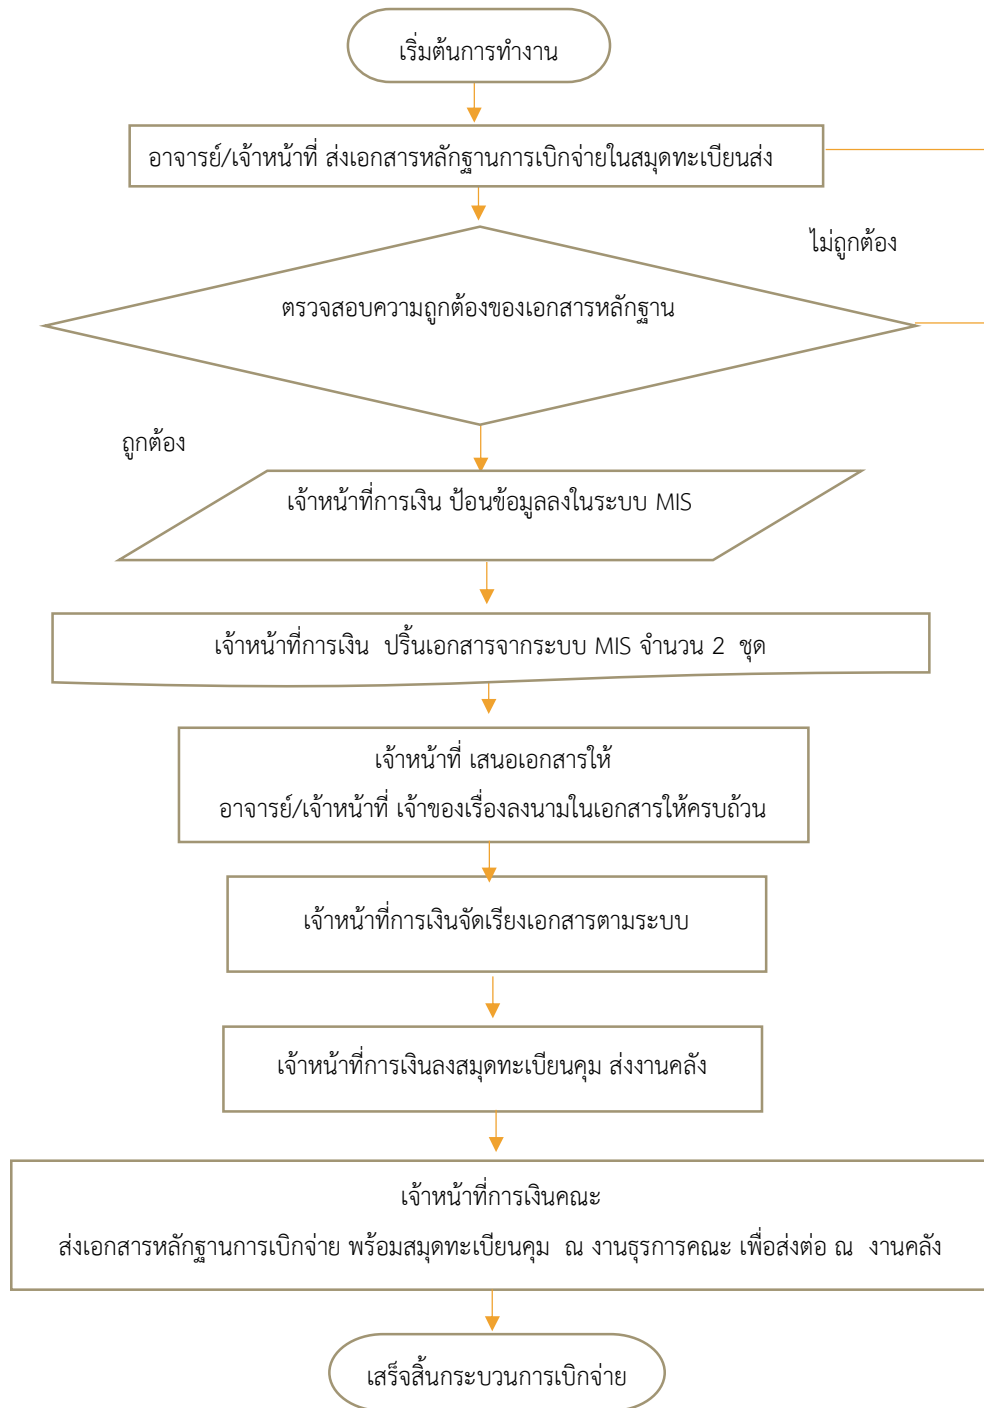 เริ่มต้นการทำงาน
อาจารย์/เจ้าหน้าที่ ส่งเอกสารหลักฐานการเบิกจ่ายในสมุดทะเบียนส่ง
ไม่ถูกต้อง
ตรวจสอบความถูกต้องของเอกสารหลักฐาน
ถูกต้อง
เจ้าหน้าที่การเงิน ป้อนข้อมูลลงในระบบ MIS
เจ้าหน้าที่การเงิน ปริ้นเอกสารจากระบบ MIS จำนวน 2 ชุด
เจ้าหน้าที่ เสนอเอกสารให้
อาจารย์/เจ้าหน้าที่ เจ้าของเรื่องลงนามในเอกสารให้ครบถ้วน
เจ้าหน้าที่การเงินจัดเรียงเอกสารตามระบบ
เจ้าหน้าที่การเงินลงสมุดทะเบียนคุม ส่งงานคลัง
เจ้าหน้าที่การเงินคณะ
ส่งเอกสารหลักฐานการเบิกจ่าย พร้อมสมุดทะเบียนคุม ณ งานธุรการคณะ เพื่อส่งต่อ ณ งานคลัง
เสร็จสิ้นกระบวนการเบิกจ่าย